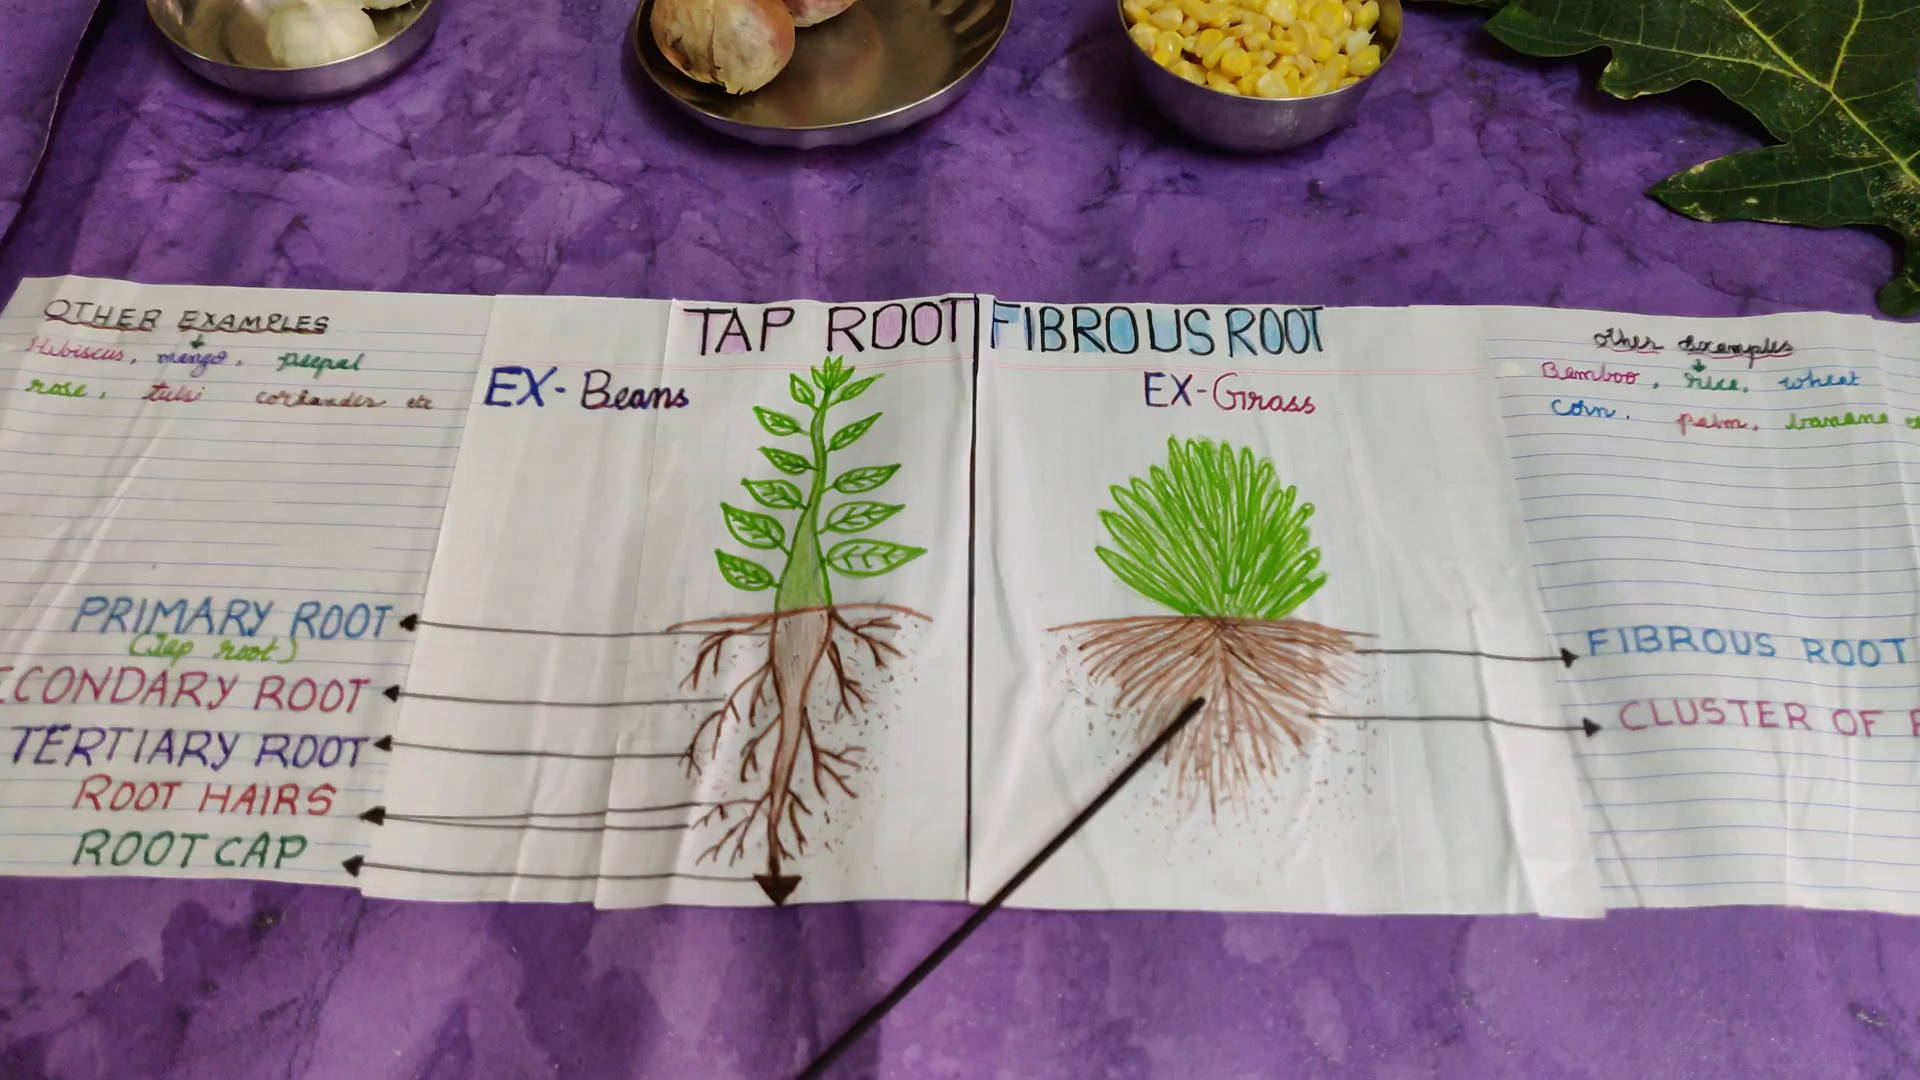 OTHER EXAMPLES
Hibiscus, mango, peepal
rose, tulsi coriander etc
TAP ROOT
EX- Beans
PRIMARY ROOT
(Tap root)
ECONDARY ROOT
TERTIARY ROOT
ROOT HAIRS
ROOT CAP
FIBROUS ROOT
EX-Grass
Other Examples
Bamboo, rice, wheat
Corn, palm, banana
FIBROUS ROOT
CLUSTER OF